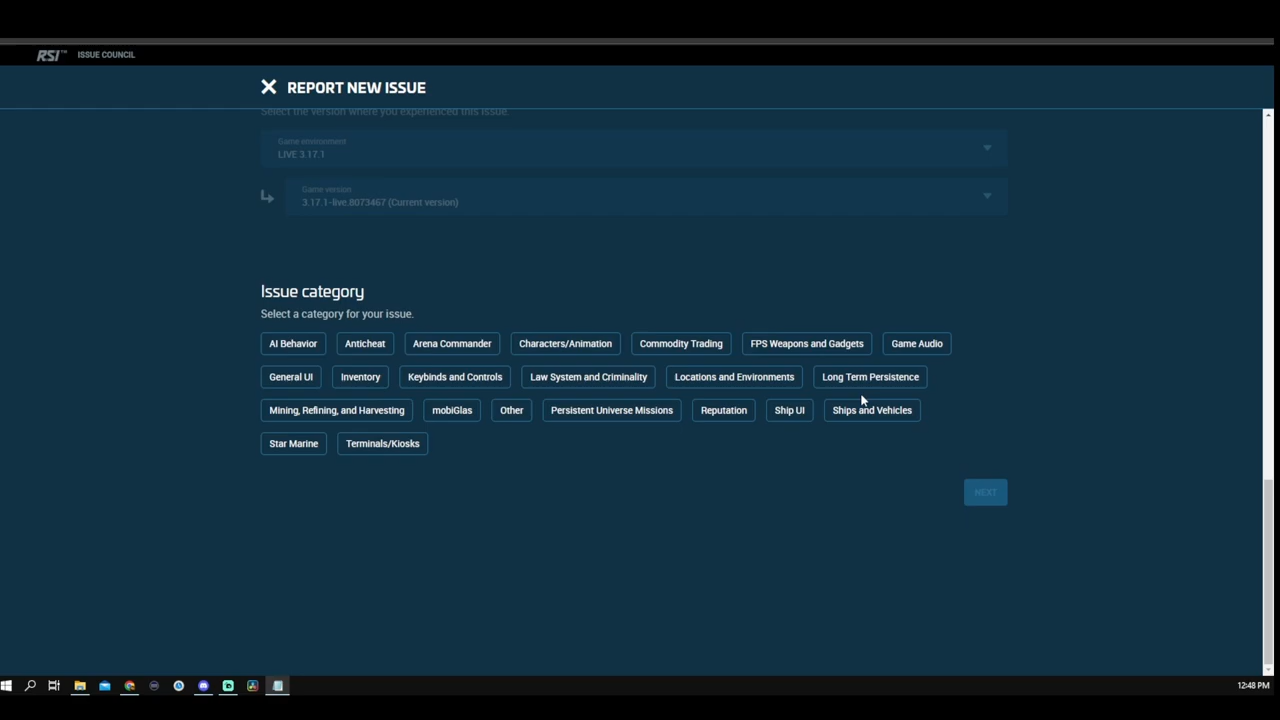 RSI™ ISSUE COUNCIL
REPORT NEW ISSUE
Select the version where you experienced this issue.
Game environment
LIVE 3.17.1
Game version
3.17.1-live.8073467 (Current version)
Issue category
Select a category for your issue.
AI Behavior Anticheat Arena Commander Characters/Animation Commodity Trading FPS Weapons and Gadgets Game Audio
General UI Inventory Keybinds and Controls Law System and Criminality Locations and Environments Long Term Persistence
Mining, Refining, and Harvesting mobiGlas Other Persistent Universe Missions Reputation Ship UI Ships and Vehicles
Star Marine Terminals/Kiosks
NEXT
12:48 PM